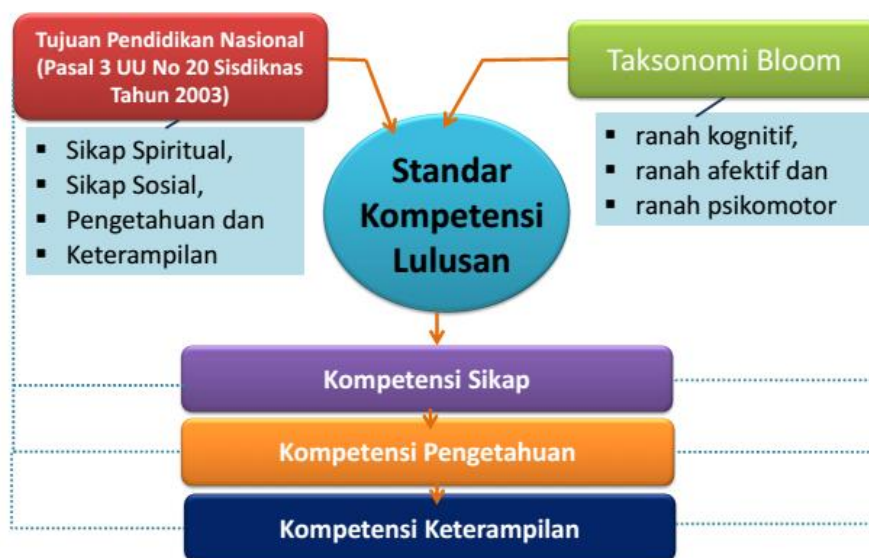 Tujuan Pendidikan Nasional
(Pasal 3 UU No 20 Sisdiknas
Tahun 2003)
▪ Sikap Spiritual,
▪ Sikap Sosial,
▪ Pengetahuan dan
▪ Keterampilan
Taksonomi Bloom
▪ ranah kognitif,
▪ ranah afektif dan
▪ ranah psikomotor
Standar
Kompetensi
Lulusan
Kompetensi Sikap
Kompetensi Pengetahuan
Kompetensi Keterampilan